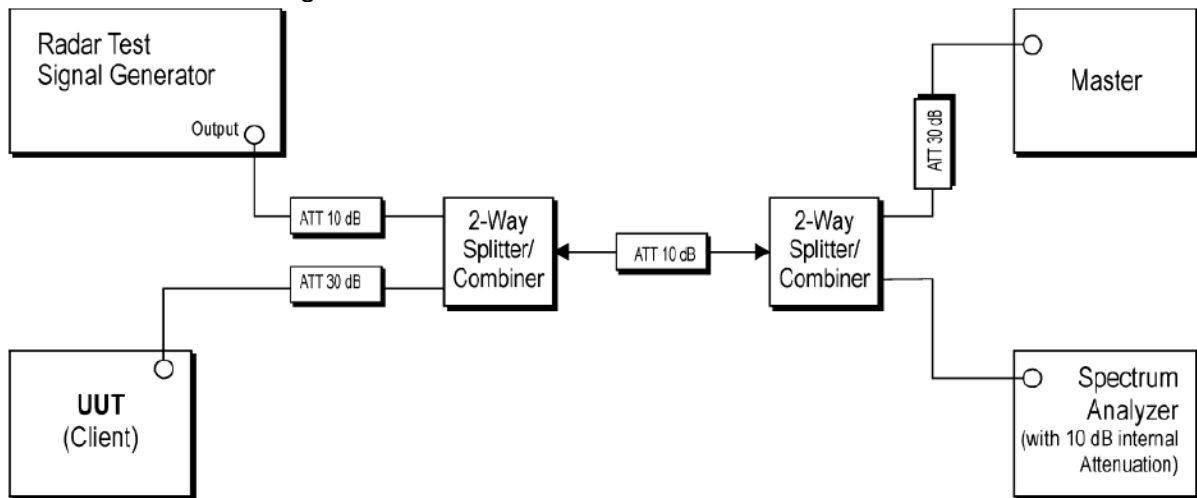 Radar Test
Signal Generator
Output
ATT 10 dB
ATT 30 dB
2-Way
Splitter/
Combiner
ATT 10 dB
2-Way
Splitter/
Combiner
ATT 30 dB
Master
UUT
(Client)
Spectrum
Analyzer
(with 10 dB internal
Attenuation)